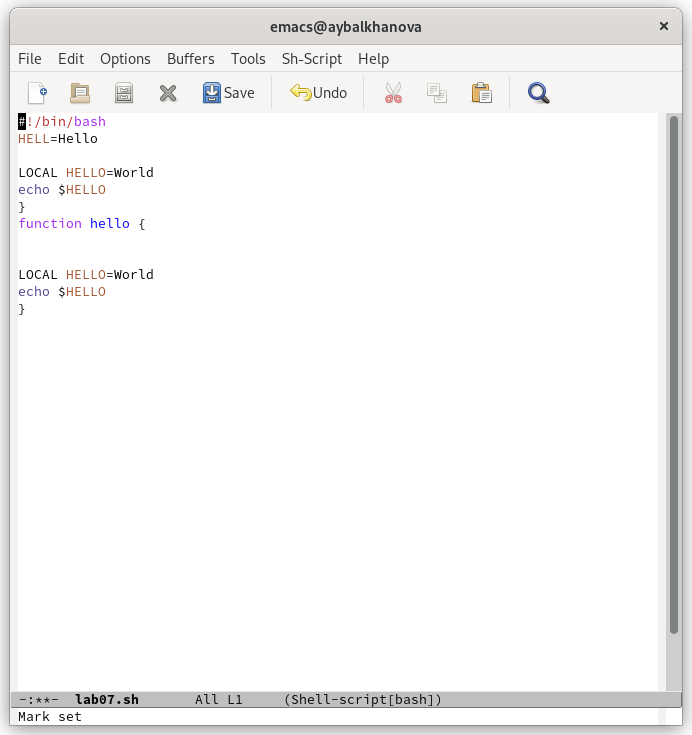 emacs@aybalkhanova ×
File Edit Options Buffers Tools Sh-Script Help
Save Undo
#!/bin/bash
HELL=Hello
LOCAL HELLO=World
echo $HELLO
}
function hello {
LOCAL HELLO=World
echo $HELLO
}
-:**- lab07.sh All L1 (Shell-script[bash])
Mark set